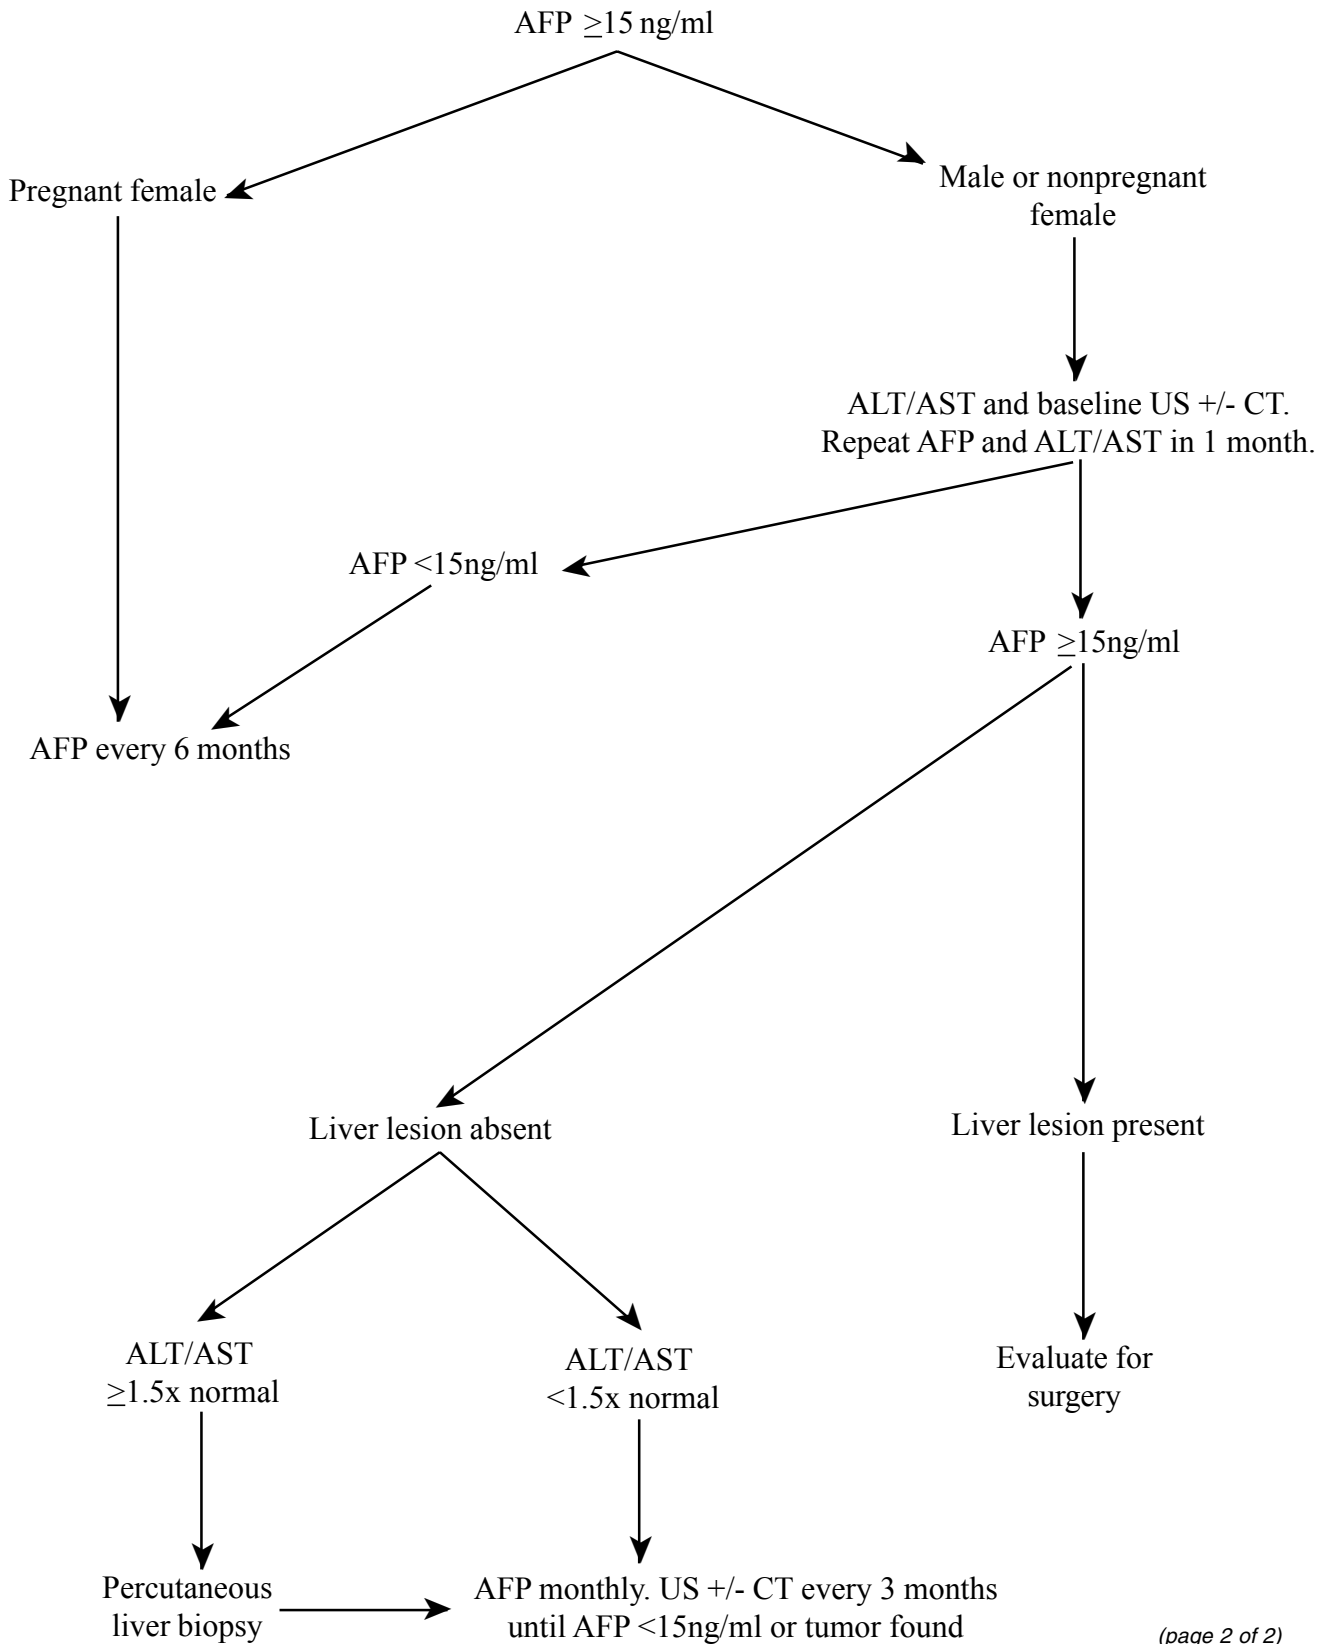 AFP ≥15 ng/ml
Pregnant female
Male or nonpregnant
female
ALT/AST and baseline US +/- CT.
Repeat AFP and ALT/AST in 1 month.
AFP <15ng/ml
AFP ≥15ng/ml
AFP every 6 months
Liver lesion absent
Liver lesion present
ALT/AST
≥1.5x normal
ALT/AST
<1.5x normal
Evaluate for
surgery
Percutaneous
liver biopsy
AFP monthly. US +/- CT every 3 months
until AFP <15ng/ml or tumor found
(page 2 of 2)